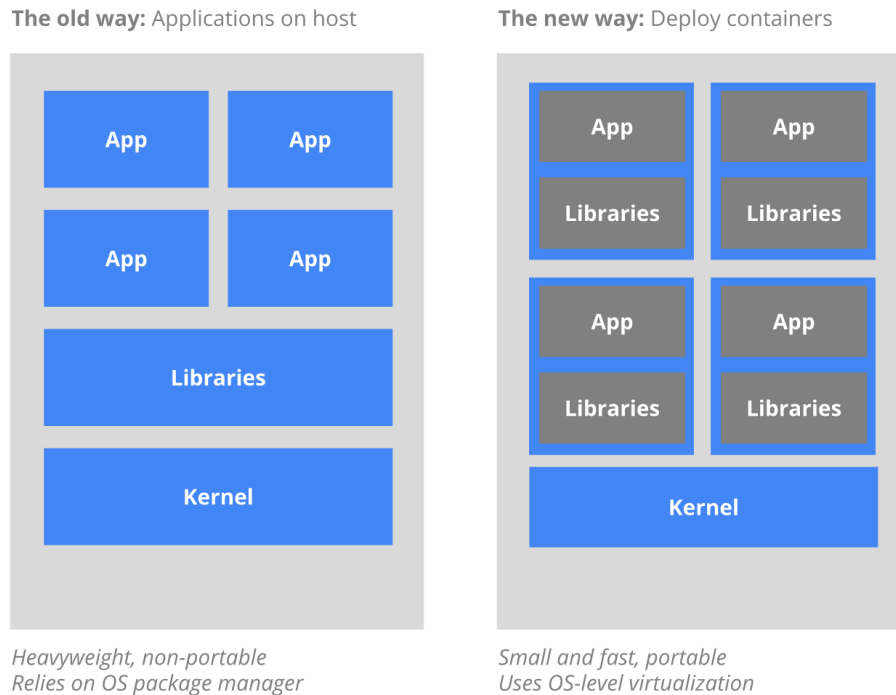 The old way: Applications on host
App App
App App
Libraries
Kernel
Heavyweight, non-portable
Relies on OS package manager
The new way: Deploy containers
App App
Libraries Libraries
App App
Libraries Libraries
Kernel
Small and fast, portable
Uses OS-level virtualization